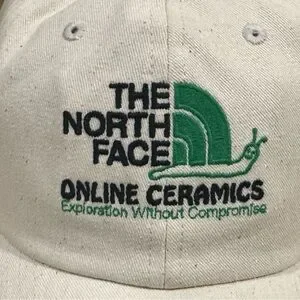 THE
NORTH
FACE
ONLINE CERAMICS
Exploration Without Compromise